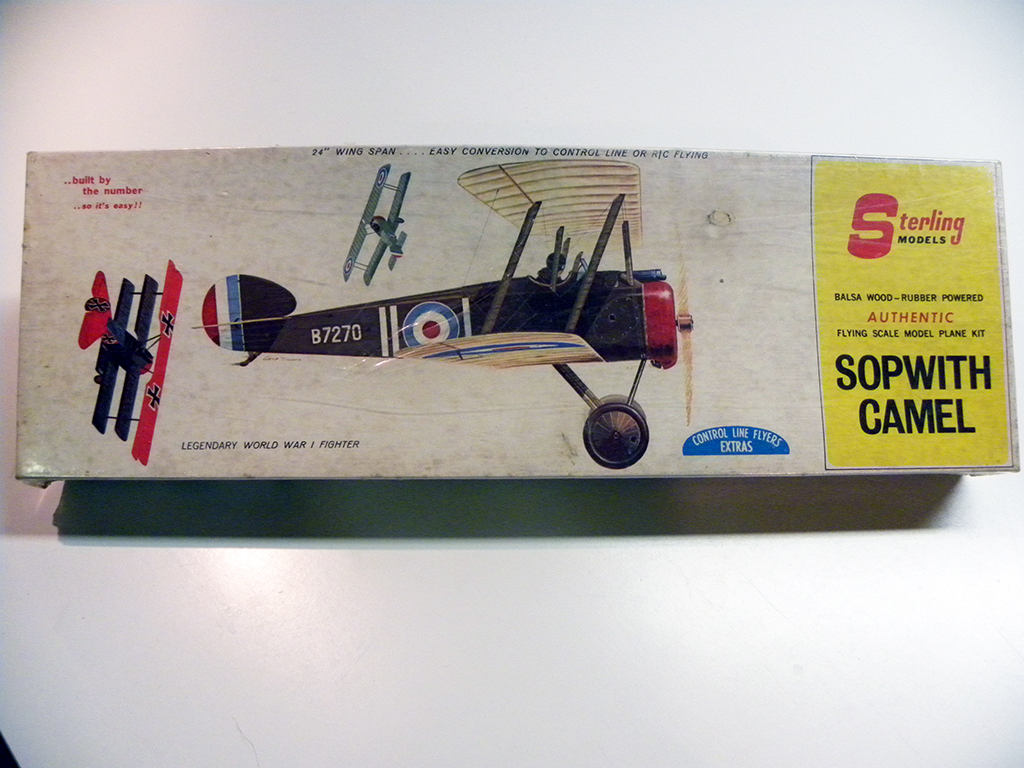 24" WING SPAN.... EASY CONVERSION TO CONTROL LINE OR R/C FLYING
..built by
the number
..so it's easy!!
B7270
LEGENDARY WORLD WAR I FIGHTER
CONTROL LINE FLYERS
EXTRAS
Sterling
MODELS
BALSA WOOD-RUBBER POWERED
AUTHENTIC
FLYING SCALE MODEL PLANE KIT
SOPWITH
CAMEL